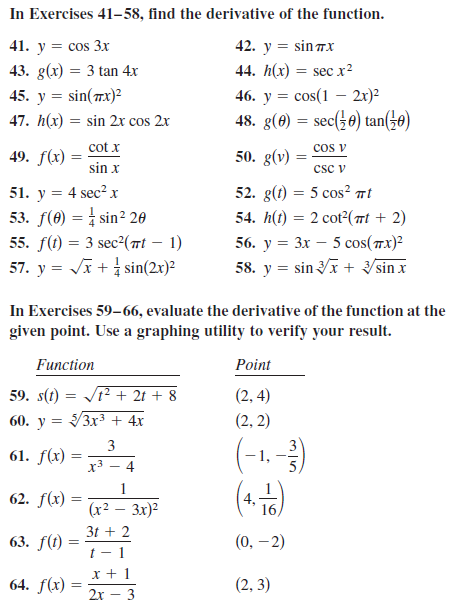 In Exercises 41–58, find the derivative of the function.
41. y = cos 3x
42. y = sin πx
43. g(x) = 3 tan 4x
44. h(x) = sec x²
45. y = sin(πx)²
46. y = cos(1 − 2x)²
47. h(x) = sin 2x cos 2x
48. g(θ) = sec(½θ) tan(½θ)
49. f(x) = cot x / sin x
50. g(v) = cos v / csc v
51. y = 4 sec² x
52. g(t) = 5 cos² πt
53. f(θ) = ¼ sin² 2θ
54. h(t) = 2 cot²(πt + 2)
55. f(t) = 3 sec²(πt − 1)
56. y = 3x − 5 cos(πx)²
57. y = √x + ¼ sin(2x)²
58. y = sin ∛x + ∛(sin x)
In Exercises 59–66, evaluate the derivative of the function at the
given point. Use a graphing utility to verify your result.
Function
Point
59. s(t) = √(t² + 2t + 8)
(2, 4)
60. y = ⁵√(3x³ + 4x)
(2, 2)
61. f(x) = 3 / (x³ − 4)
(−1, −3/5)
62. f(x) = 1 / (x² − 3x)²
(4, 1/16)
63. f(t) = (3t + 2) / (t − 1)
(0, −2)
64. f(x) = (x + 1) / (2x − 3)
(2, 3)